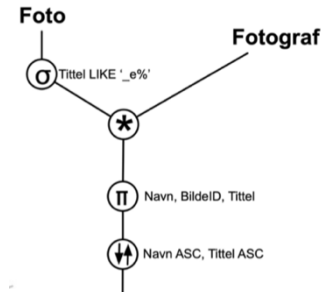 Foto
Fotograf
σ Tittel LIKE '_e%'
*
π Navn, BildeID, Tittel
↓↑ Navn ASC, Tittel ASC